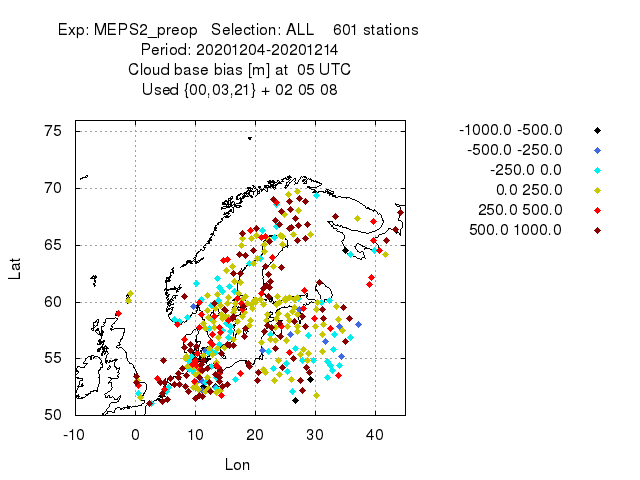 Exp: MEPS2_preop   Selection: ALL    601 stations
Period: 20201204-20201214
Cloud base bias [m] at  05 UTC
Used {00,03,21} + 02 05 08
-1000.0 -500.0
-500.0 -250.0
-250.0 0.0
0.0 250.0
250.0 500.0
500.0 1000.0
75
70
65
60
55
50
Lat
-10 0 10 20 30 40
Lon